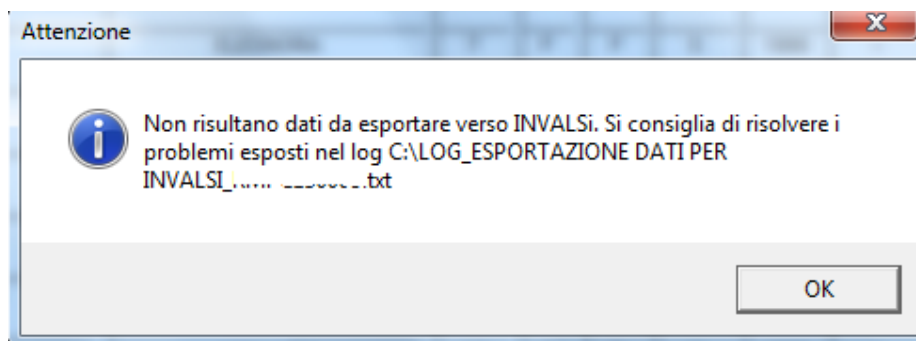 Attenzione
Non risultano dati da esportare verso INVALSi. Si consiglia di risolvere i
problemi esposti nel log C:\LOG_ESPORTAZIONE DATI PER
.txt
OK